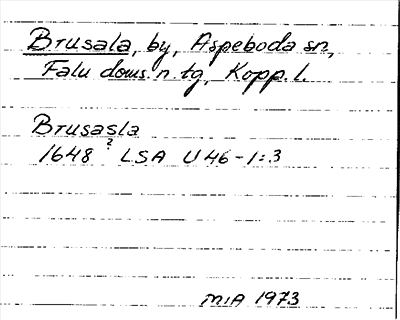 Brusala, by, Aspeboda sn,
Falu doms. n. tg, Kopp. l.
Brusasla
?
1648 LSA U46-1:3
MIA 1973